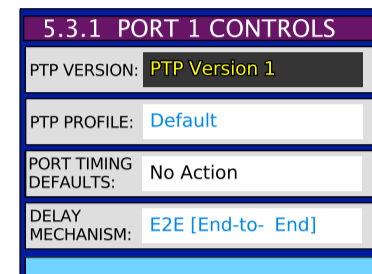 5.3.1 PORT 1 CONTROLS
PTP VERSION: PTP Version 1
PTP PROFILE: Default
PORT TIMING
DEFAULTS: No Action
DELAY
MECHANISM: E2E [End-to- End]